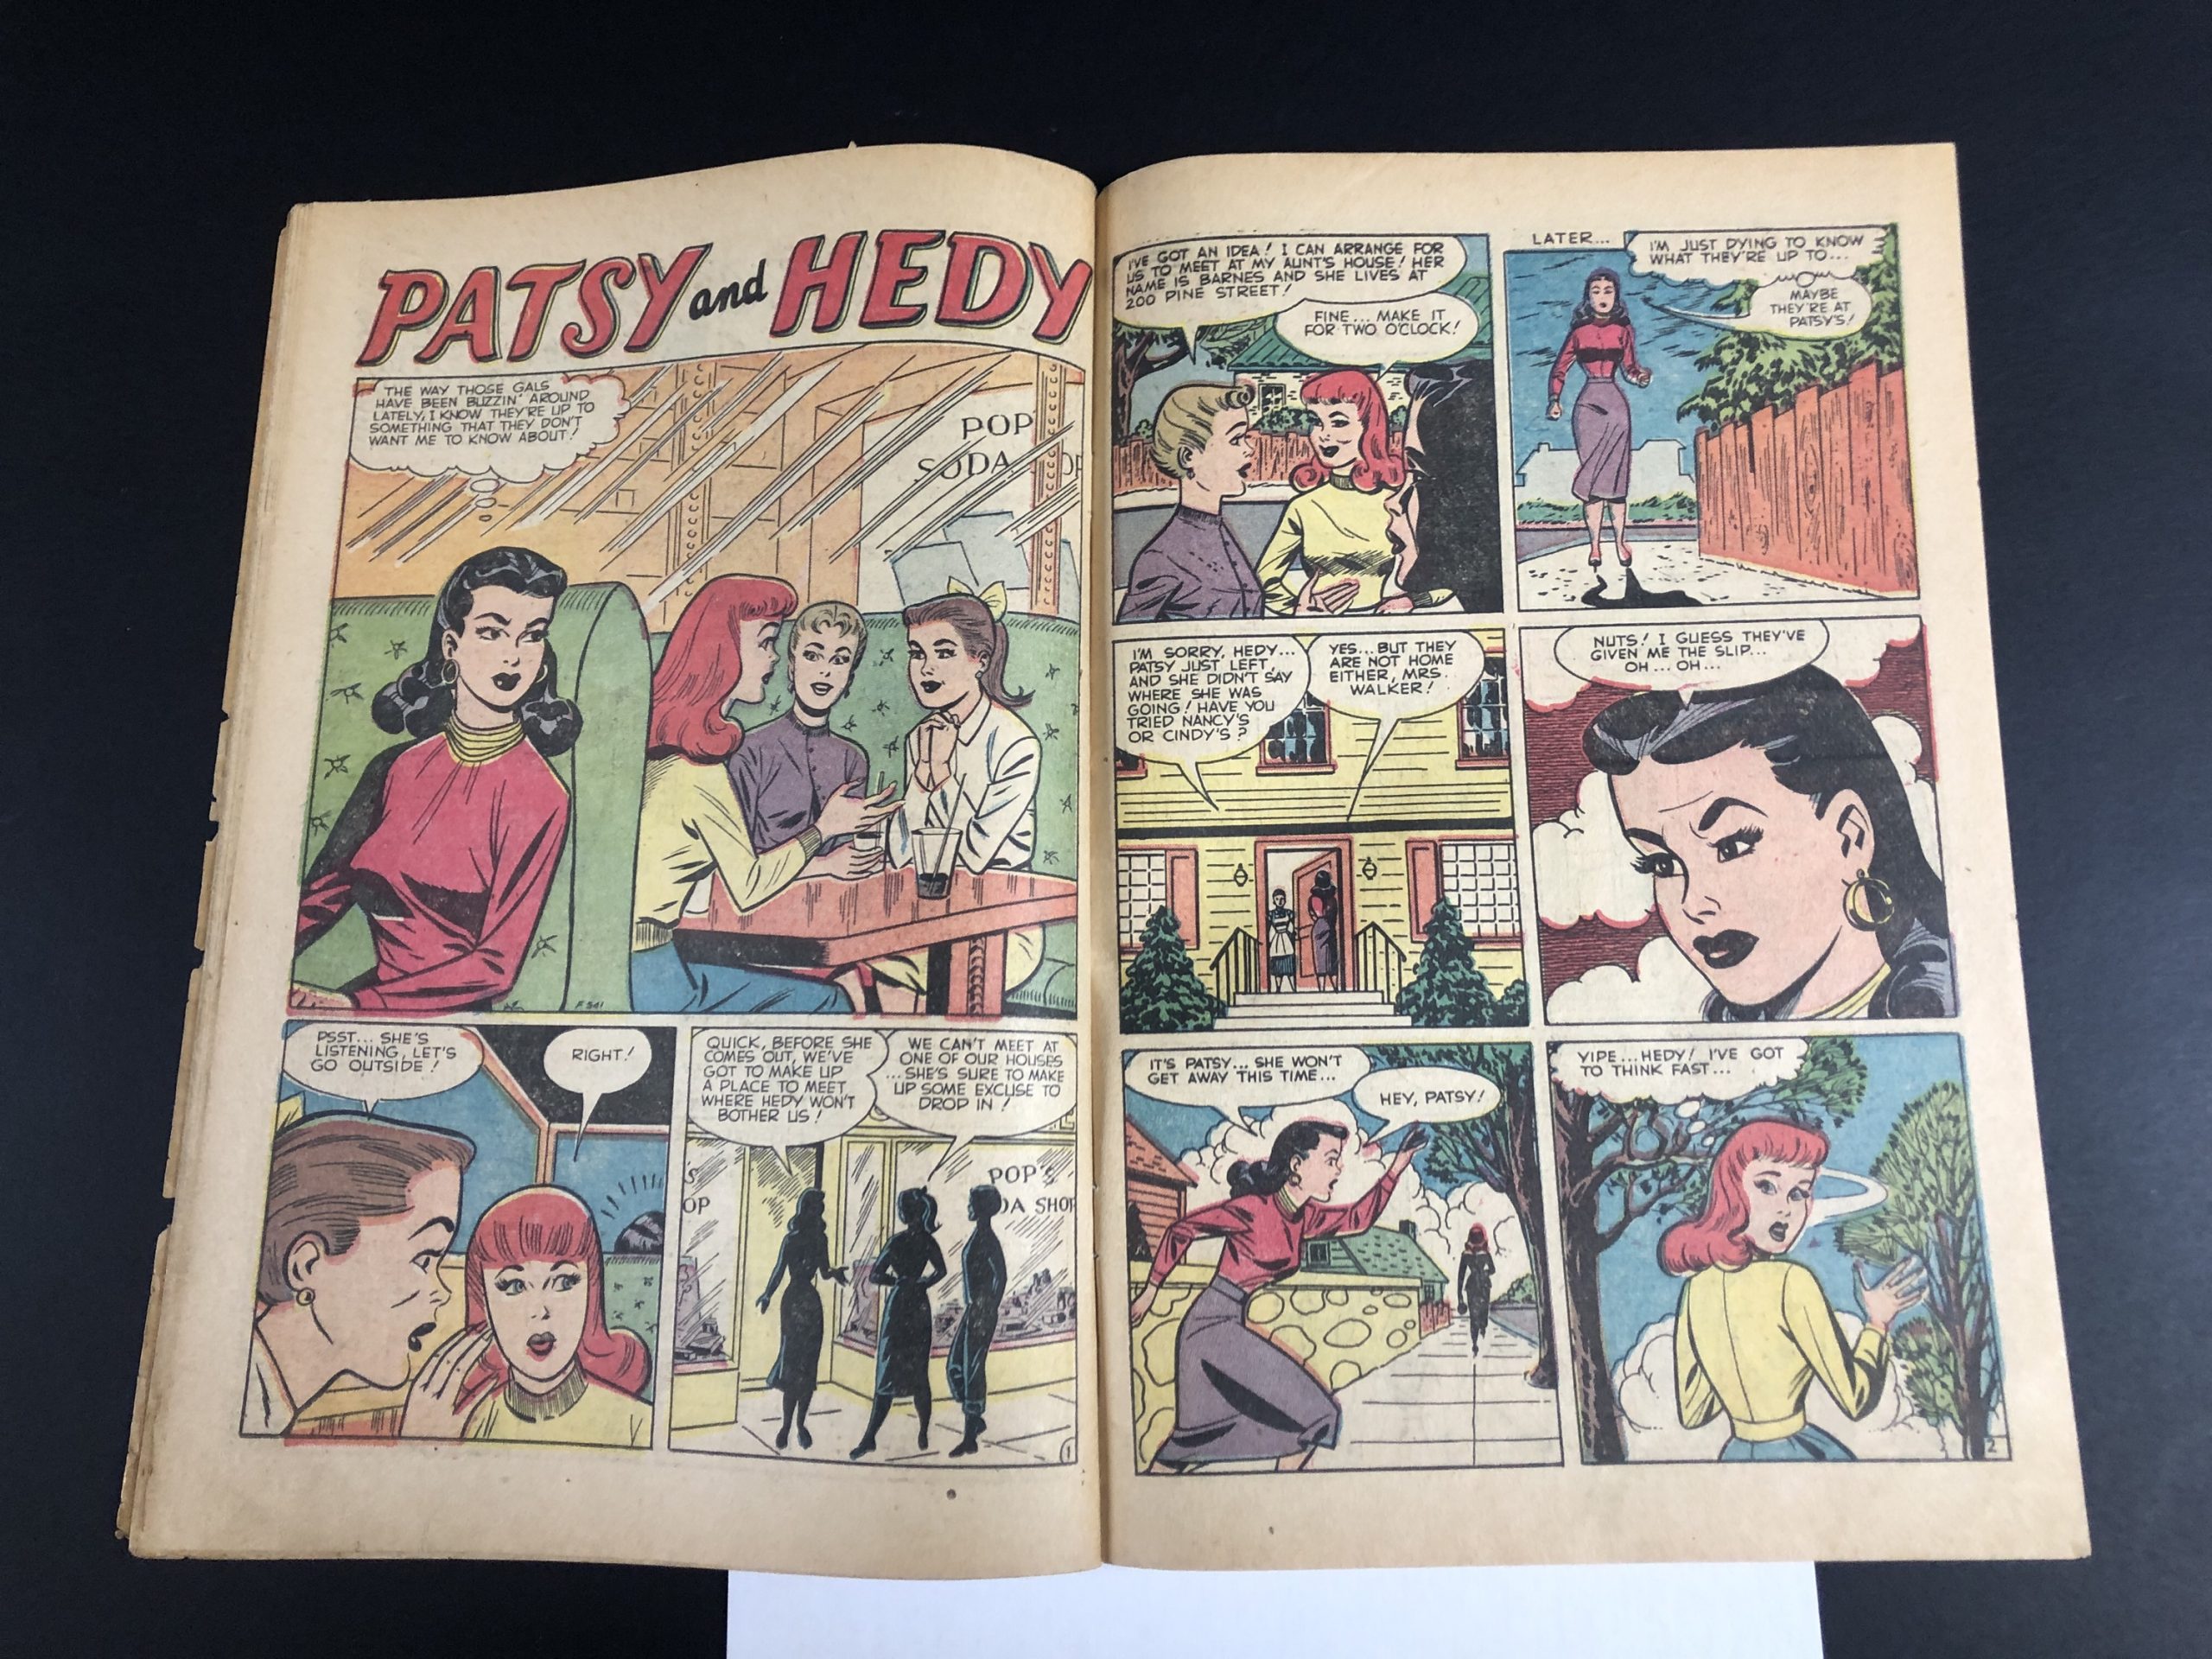 PATSY and HEDY
THE WAY THOSE GALS
HAVE BEEN BUZZIN' AROUND
LATELY, I KNOW THEY'RE UP TO
SOMETHING THAT THEY DON'T
WANT ME TO KNOW ABOUT!
POP
SODA
F 541
PSST... SHE'S
LISTENING, LET'S
GO OUTSIDE!
RIGHT!
QUICK, BEFORE SHE
COMES OUT, WE'VE
GOT TO MAKE UP
A PLACE TO MEET
WHERE HEDY WON'T
BOTHER US!
WE CAN'T MEET AT
ONE OF OUR HOUSES
...SHE'S SURE TO MAKE
UP SOME EXCUSE TO
DROP IN!
S
OP
POP'S
DA SHOP
1
I'VE GOT AN IDEA! I CAN ARRANGE FOR
US TO MEET AT MY AUNT'S HOUSE! HER
NAME IS BARNES AND SHE LIVES AT
200 PINE STREET!
FINE... MAKE IT
FOR TWO O'CLOCK!
LATER...
I'M JUST DYING TO KNOW
WHAT THEY'RE UP TO...
MAYBE
THEY'RE AT
PATSY'S!
I'M SORRY, HEDY...
PATSY JUST LEFT,
AND SHE DIDN'T SAY
WHERE SHE WAS
GOING! HAVE YOU
TRIED NANCY'S
OR CINDY'S?
YES...BUT THEY
ARE NOT HOME
EITHER, MRS.
WALKER!
NUTS! I GUESS THEY'VE
GIVEN ME THE SLIP...
OH...OH...
IT'S PATSY... SHE WON'T
GET AWAY THIS TIME...
HEY, PATSY!
YIPE...HEDY! I'VE GOT
TO THINK FAST...
2